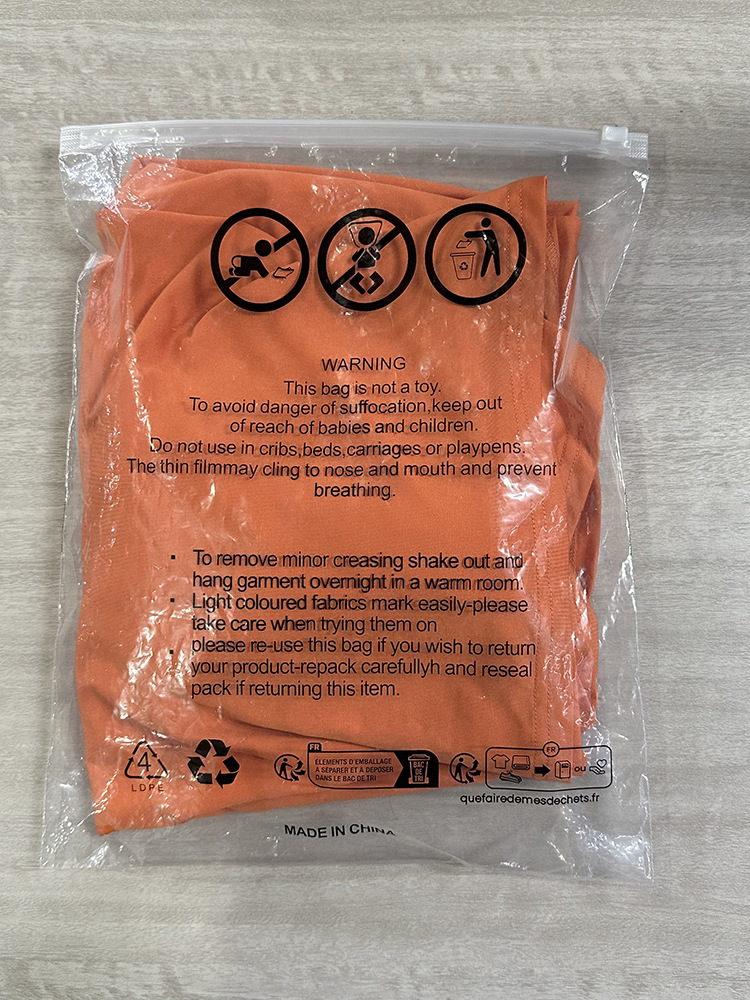 WARNING
This bag is not a toy.
To avoid danger of suffocation,keep out
of reach of babies and children.
Do not use in cribs,beds,carriages or playpens.
The thin filmmay cling to nose and mouth and prevent
breathing.
· To remove minor creasing shake out and
hang garment overnight in a warm room.
· Light coloured fabrics mark easily-please
take care when trying them on
· please re-use this bag if you wish to return
your product-repack carefullyh and reseal
pack if returning this item.
4
LDPE
FR
ÉLÉMENTS D'EMBALLAGE
À SÉPARER ET À DÉPOSER
DANS LE BAC DE TRI
BAC
DE
TRI
FR
ou
quefairedemesdechets.fr
MADE IN CHINA